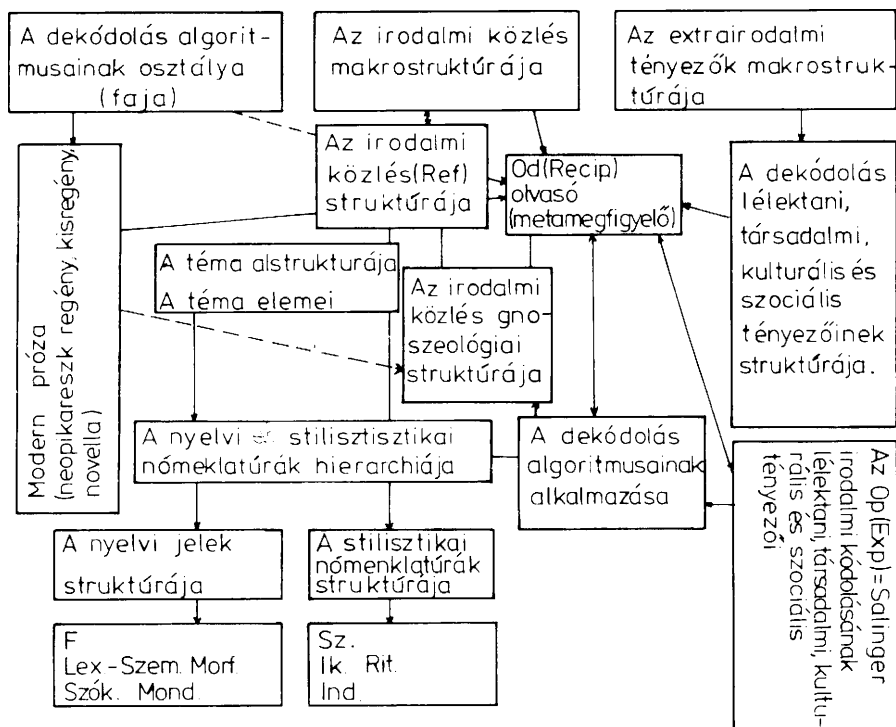 A dekódolás algorit-
musainak osztálya
(faja)
Az irodalmi közlés
makrostruktúrája
Az extrairodalmi
tényezők makrostruk-
túrája
Modern próza
(neopikareszk regény, kisregény,
novella)
Az irodalmi
közlés(Ref)
struktúrája
Od(Recip)
olvasó
(metamegfigyelő)
A dekódolás
lélektani,
társadalmi,
kulturális és
szociális
tényezőinek
struktúrája.
A téma alstrukturája
A téma elemei
Az irodalmi
közlés gno-
szeológiai
struktúrája
A nyelvi és stilisztisztikai
nómeklatúrák hierarchiája
A dekódolás
algoritmusainak
alkalmazása
Az Op(Exp)=Salinger
irodalmi kódolásának
lélektani, társadalmi, kultu-
rális és szociális
tényezői
A nyelvi jelek
struktúrája
A stilisztikai
nómenklatúrák
struktúrája
F
Lex.-Szem. Morf.
Szók. Mond.
Sz.
Ik. Rit.
Ind.